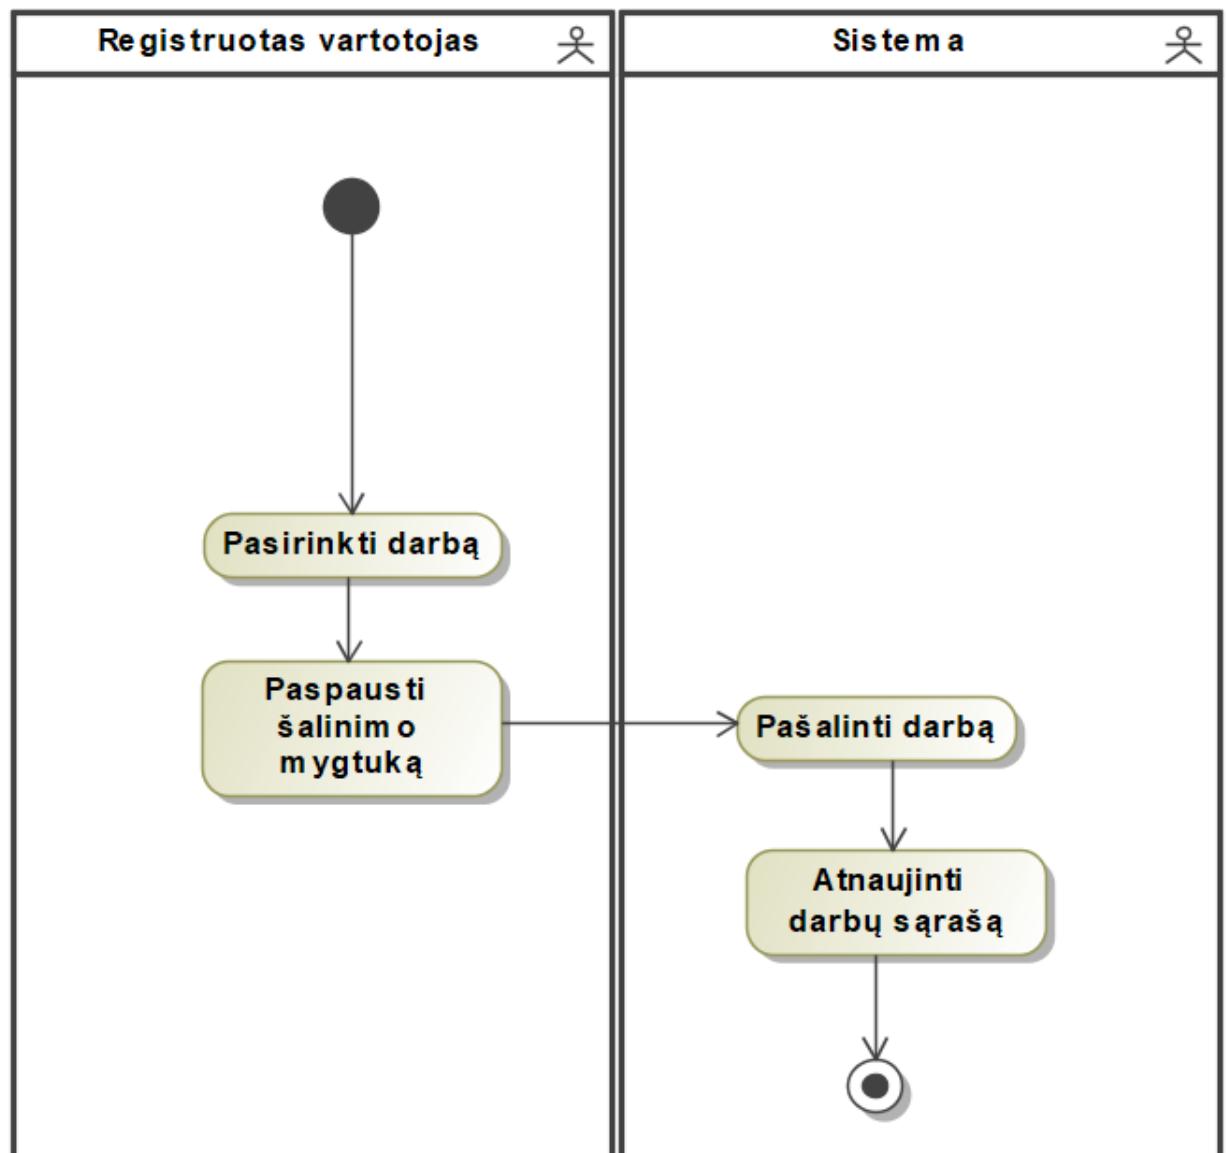 Registruotas vartotojas
Sistema
Pasirinkti darbą
Paspausti
šalinimo
mygtuką
Pašalinti darbą
Atnaujinti
darbų sąrašą